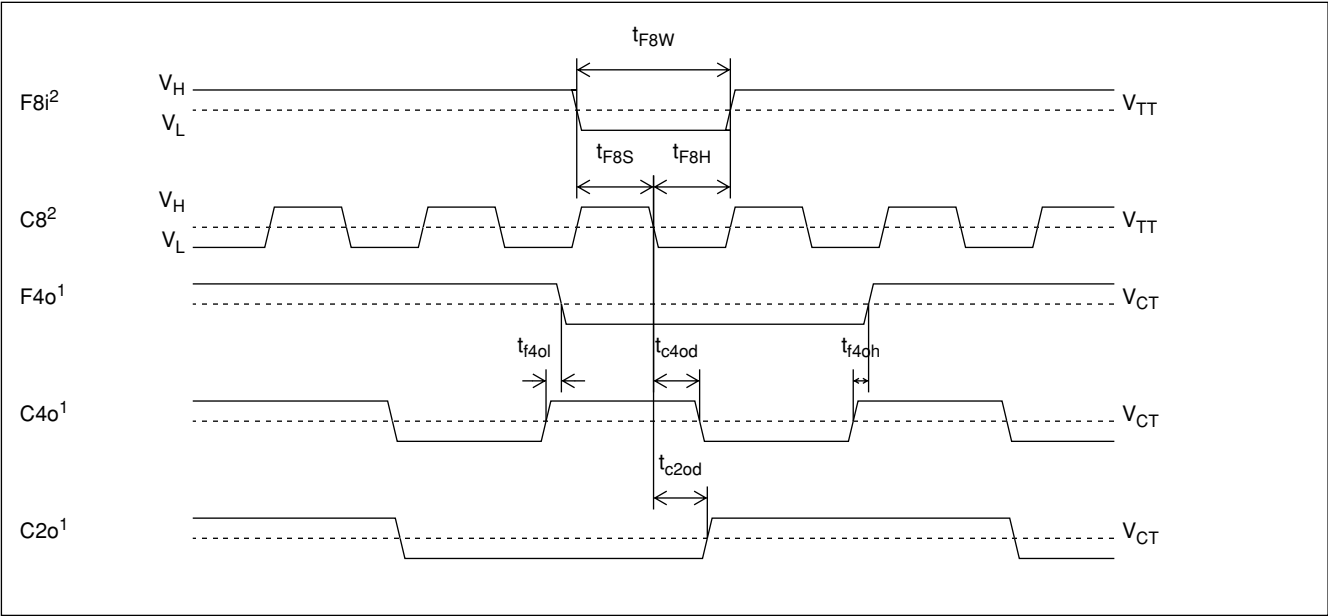 tF8W
VH
F8i2
VTT
VL
tF8S
tF8H
VH
C82
VTT
VL
F4o1
VCT
tf4ol
tc4od
tf4oh
C4o1
VCT
tc2od
C2o1
VCT